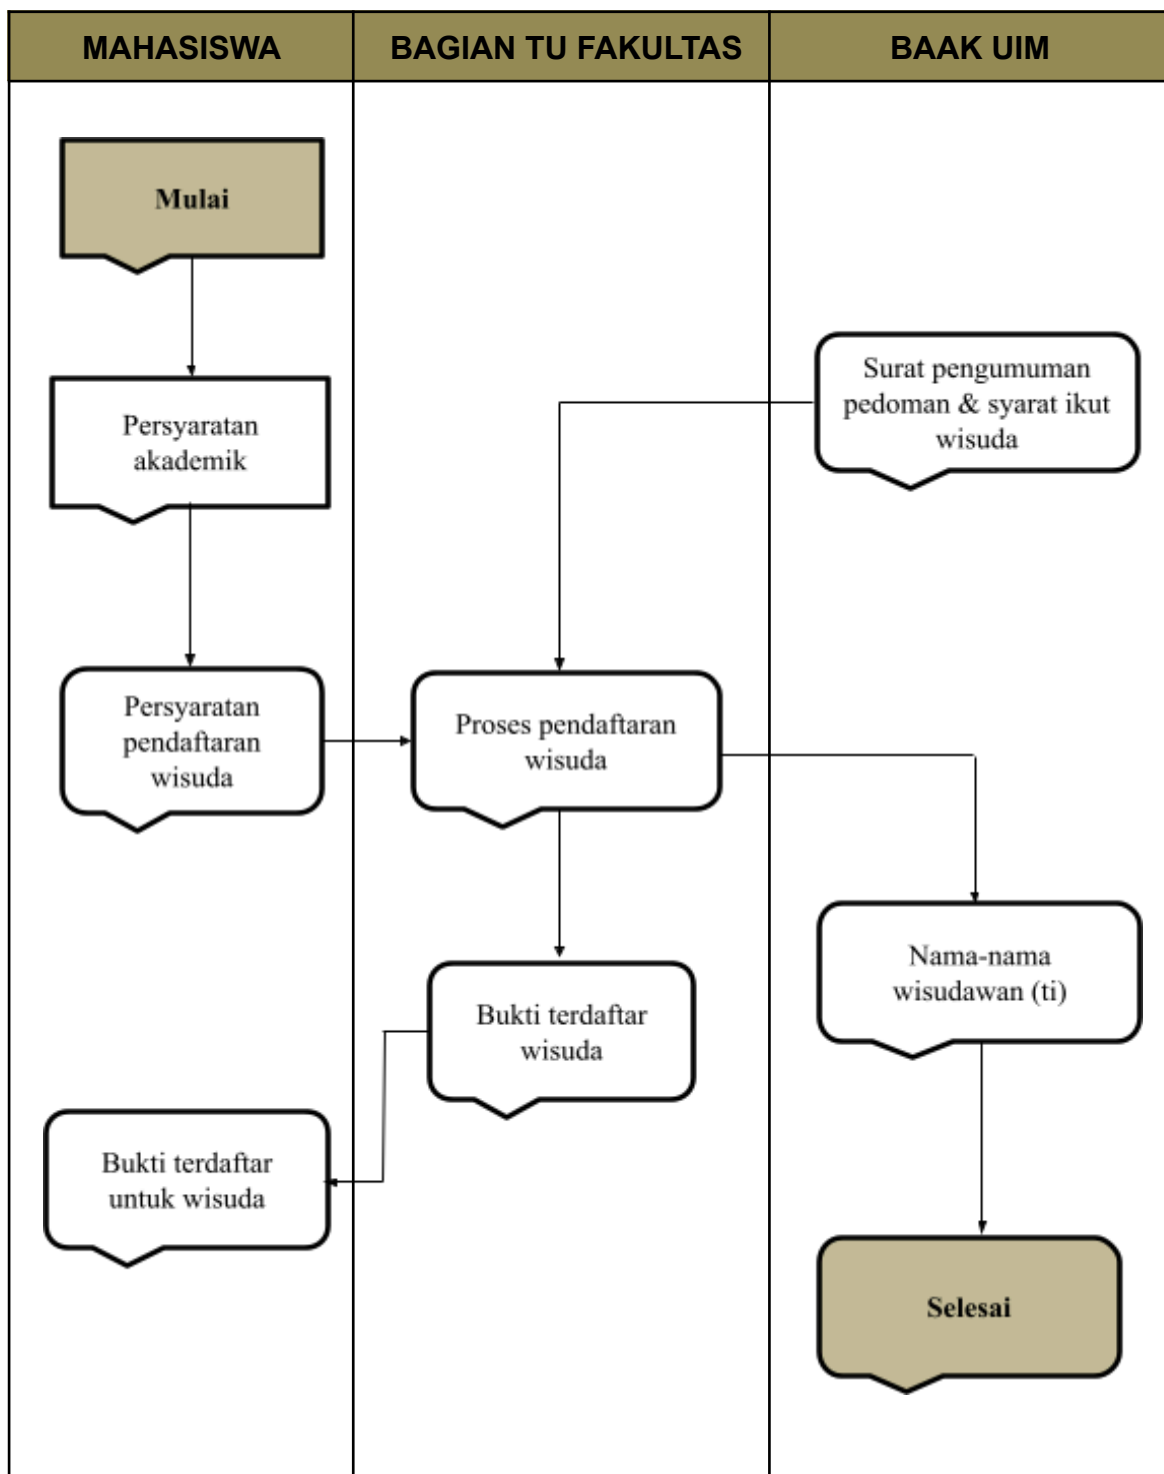 MAHASISWA
BAGIAN TU FAKULTAS
BAAK UIM
Mulai
Surat pengumuman
pedoman & syarat ikut
wisuda
Persyaratan
akademik
Persyaratan
pendaftaran
wisuda
Proses pendaftaran
wisuda
Nama-nama
wisudawan (ti)
Bukti terdaftar
wisuda
Bukti terdaftar
untuk wisuda
Selesai